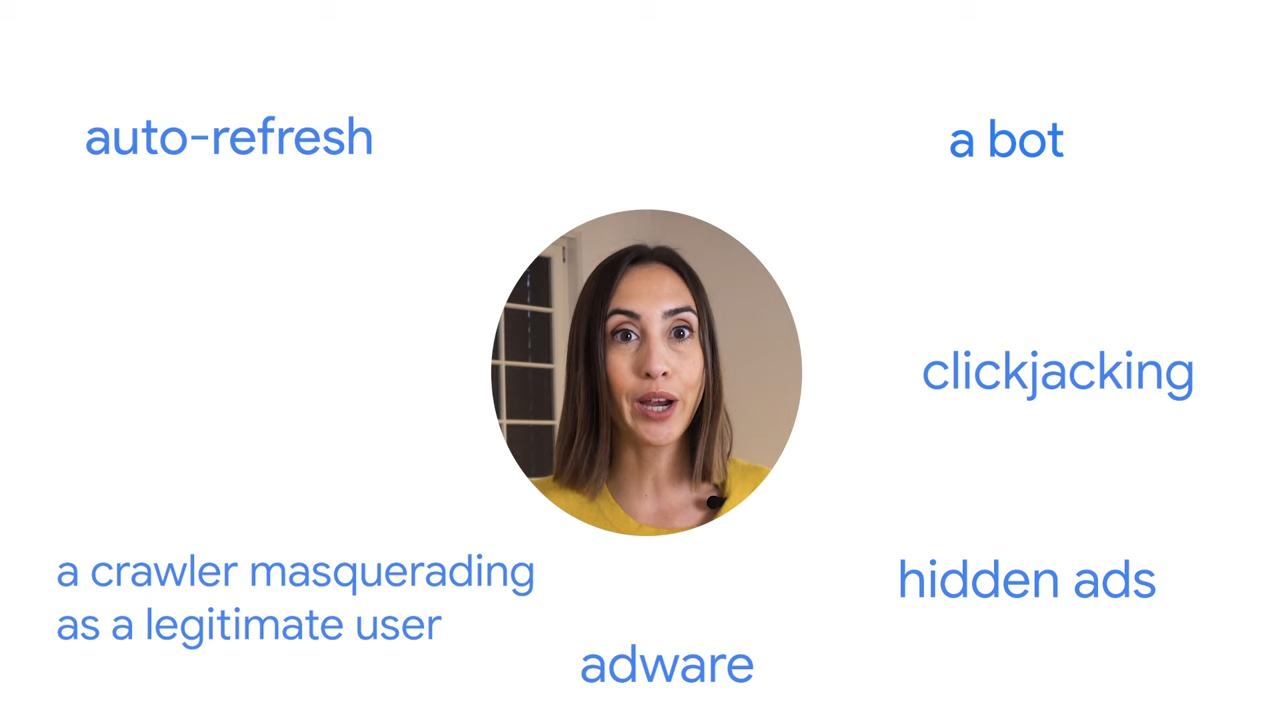 auto-refresh
a bot
clickjacking
a crawler masquerading
as a legitimate user
hidden ads
adware